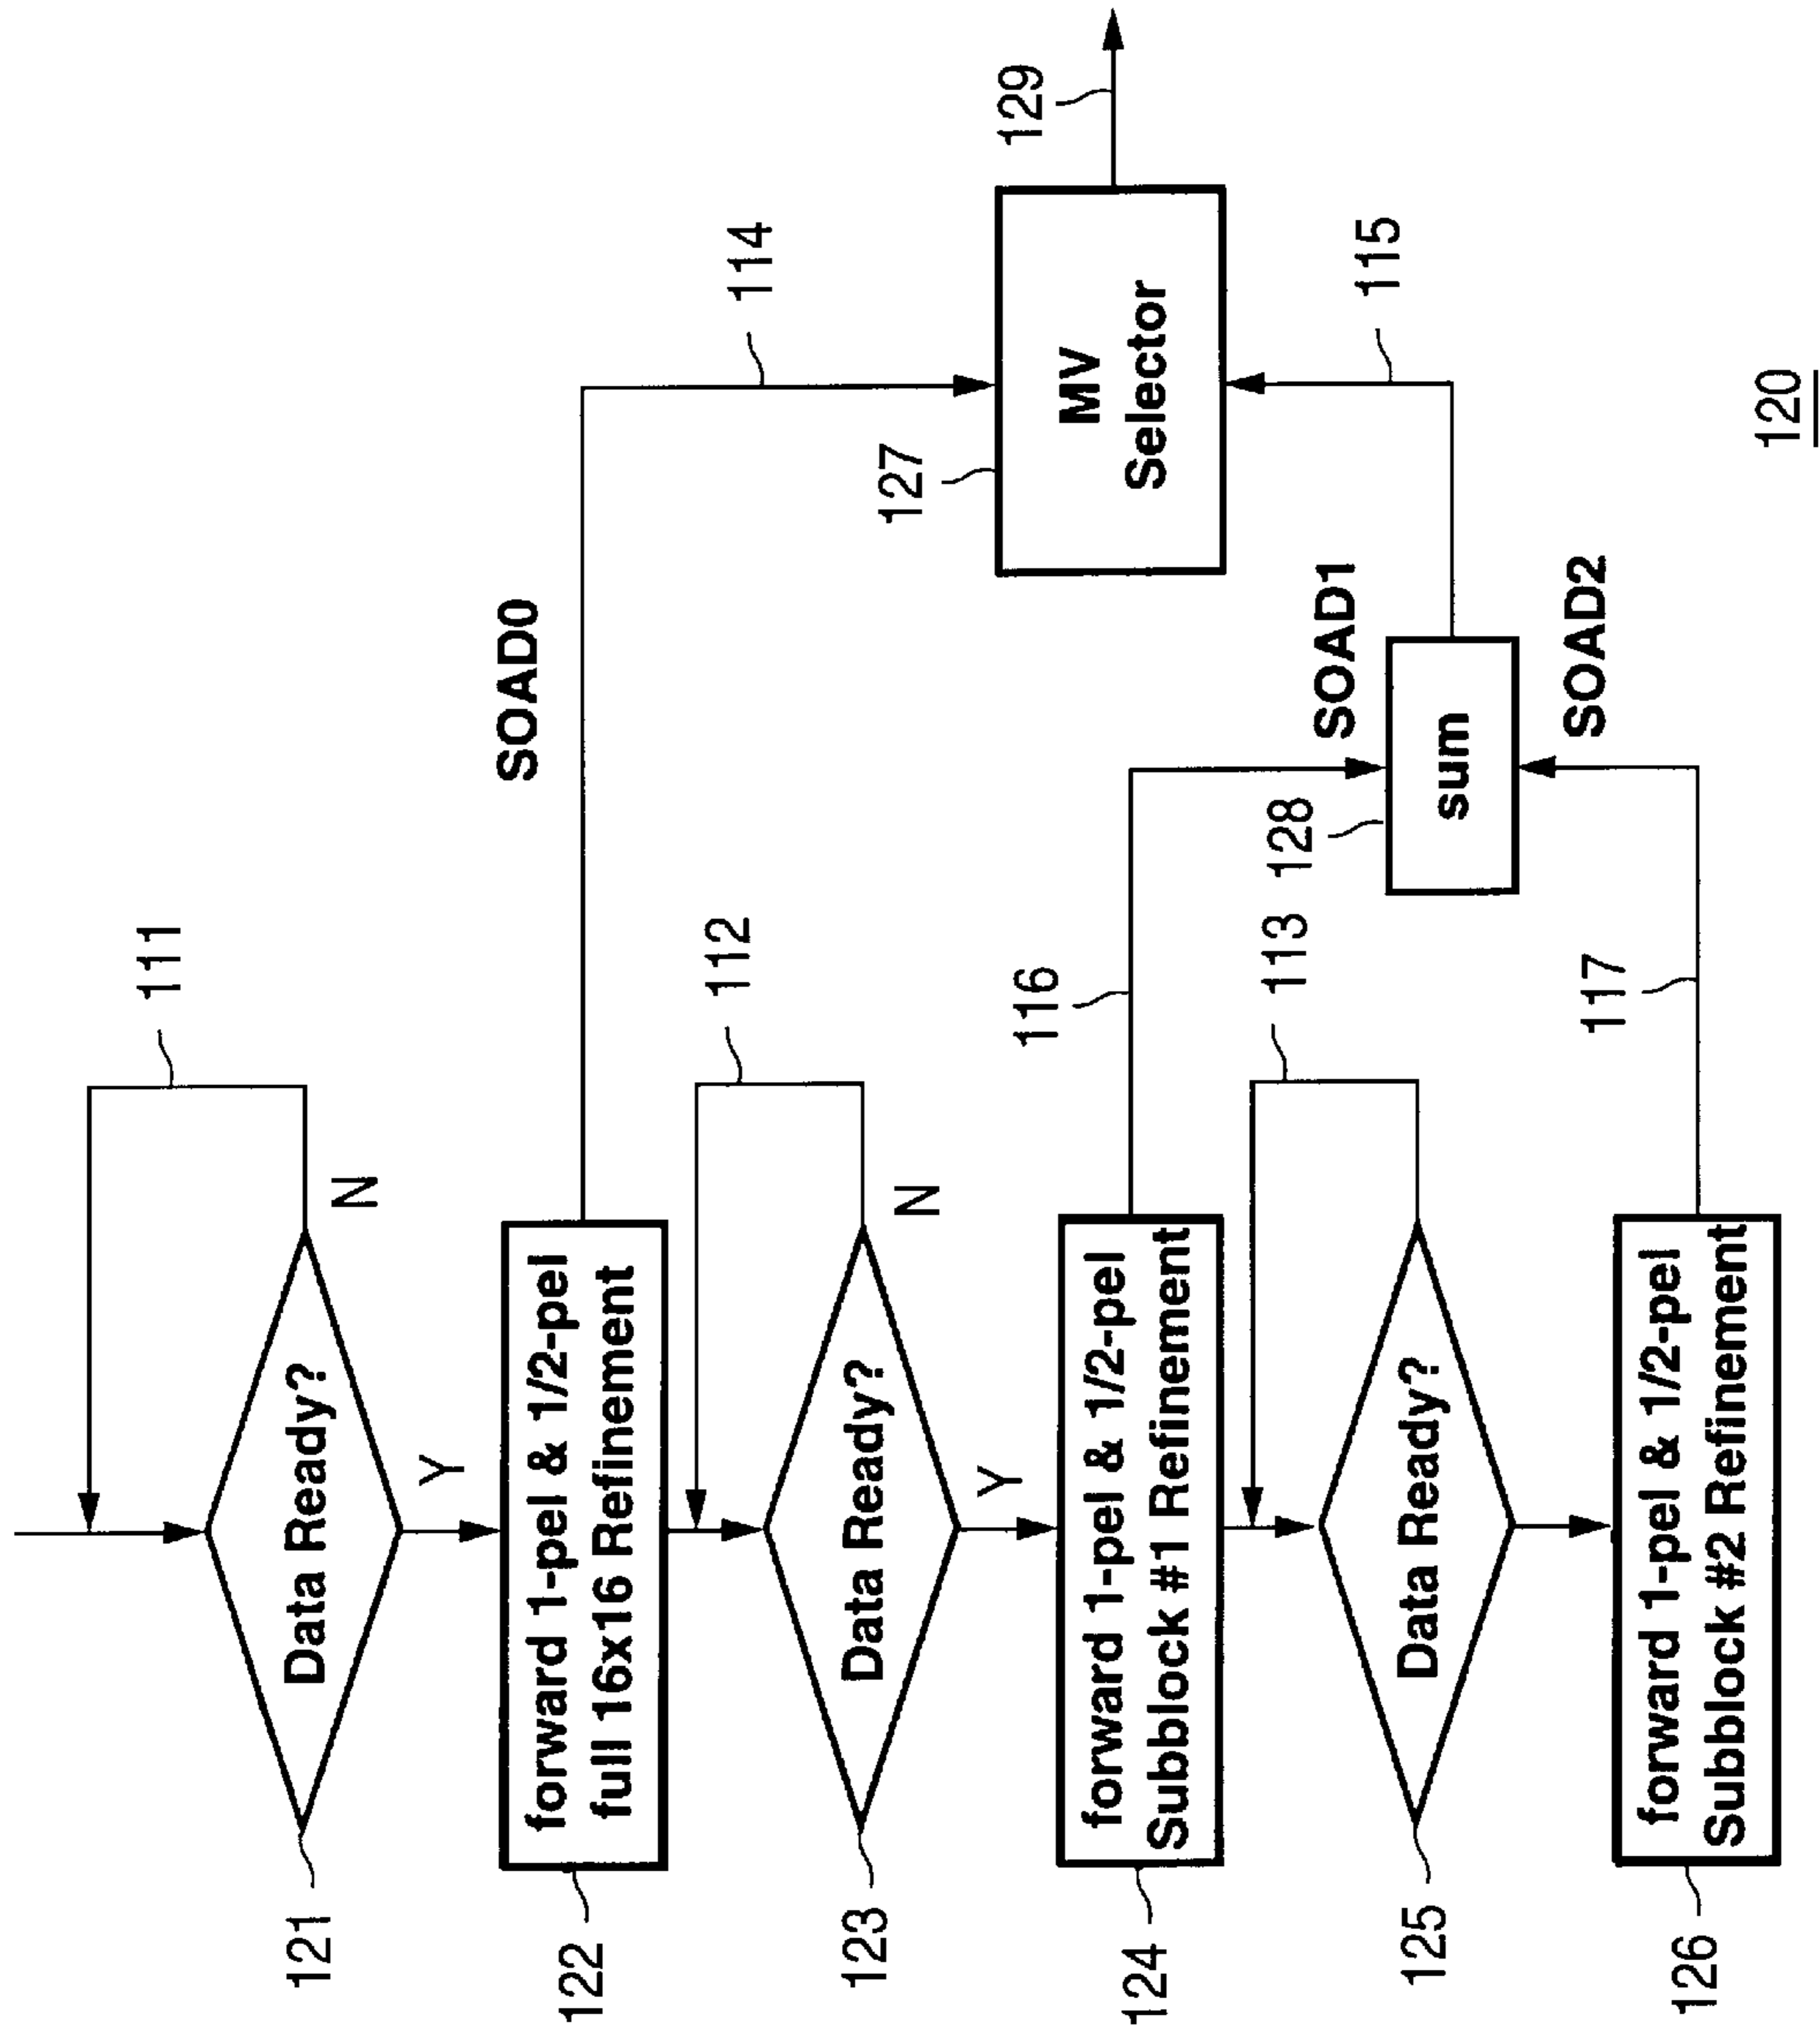 111
Data Ready?
N
Y
121
forward 1-pel & 1/2-pel
full 16x16 Refinement
122
SOAD0
114
112
Data Ready?
N
Y
123
127
MV
Selector
129
forward 1-pel & 1/2-pel
Subblock #1 Refinement
124
116
SOAD1
128
sum
SOAD2
115
113
Data Ready?
125
forward 1-pel & 1/2-pel
Subblock #2 Refinement
126
117
120